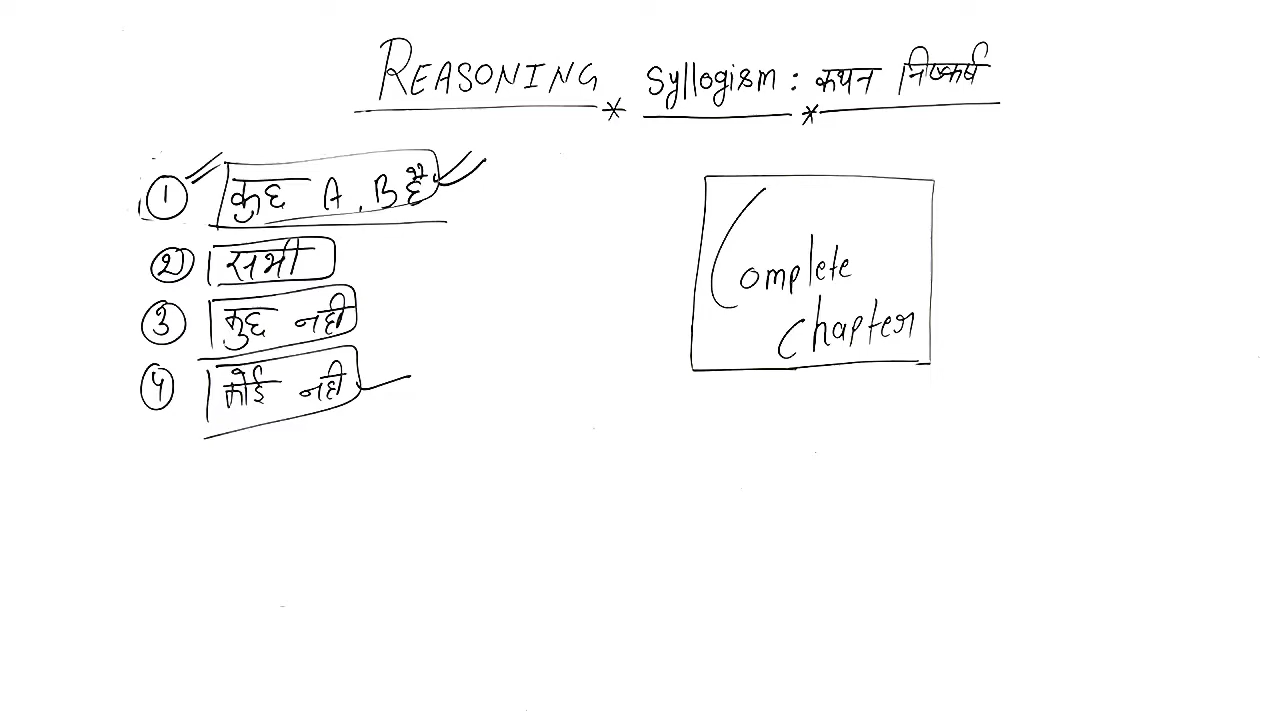 REASONING Syllogism : कथन निष्कर्ष
① कुछ A, B हैं
② सभी
③ कुछ नही
④ कोई नही
Complete
chapter